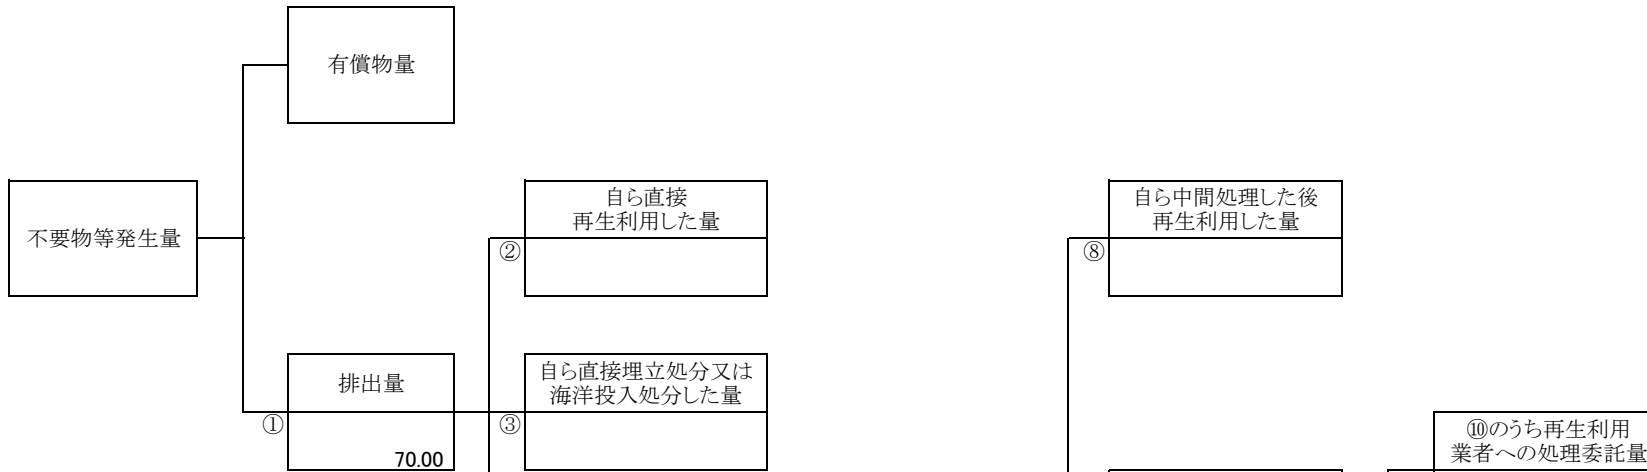 有償物量
不要物等発生量
自ら直接
再生利用した量
②
自ら中間処理した後
再生利用した量
⑧
排出量
①
70.00
自ら直接埋立処分又は
海洋投入処分した量
③
⑩のうち再生利用
業者への処理委託量